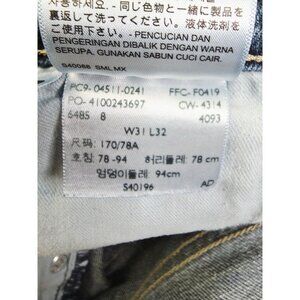 사용하세요. - 同じ色物と一緒に製品を
裏返して洗ってください。液体洗剤を
ご使用下さい。- PENCUCIAN DAN
PENGERINGAN DIBALIK DENGAN WARNA
SERUPA. GUNAKAN SABUN CUCI CAIR.
S40088 SML MX
PC9-04511-0241 FFC-F0419
PO-4100243697 CW-4314
6485 8 4093
W31 L32
尺碼: 170/78A
호칭: 78-94 허리둘레: 78 cm
엉덩이둘레: 94cm
S40196 AD